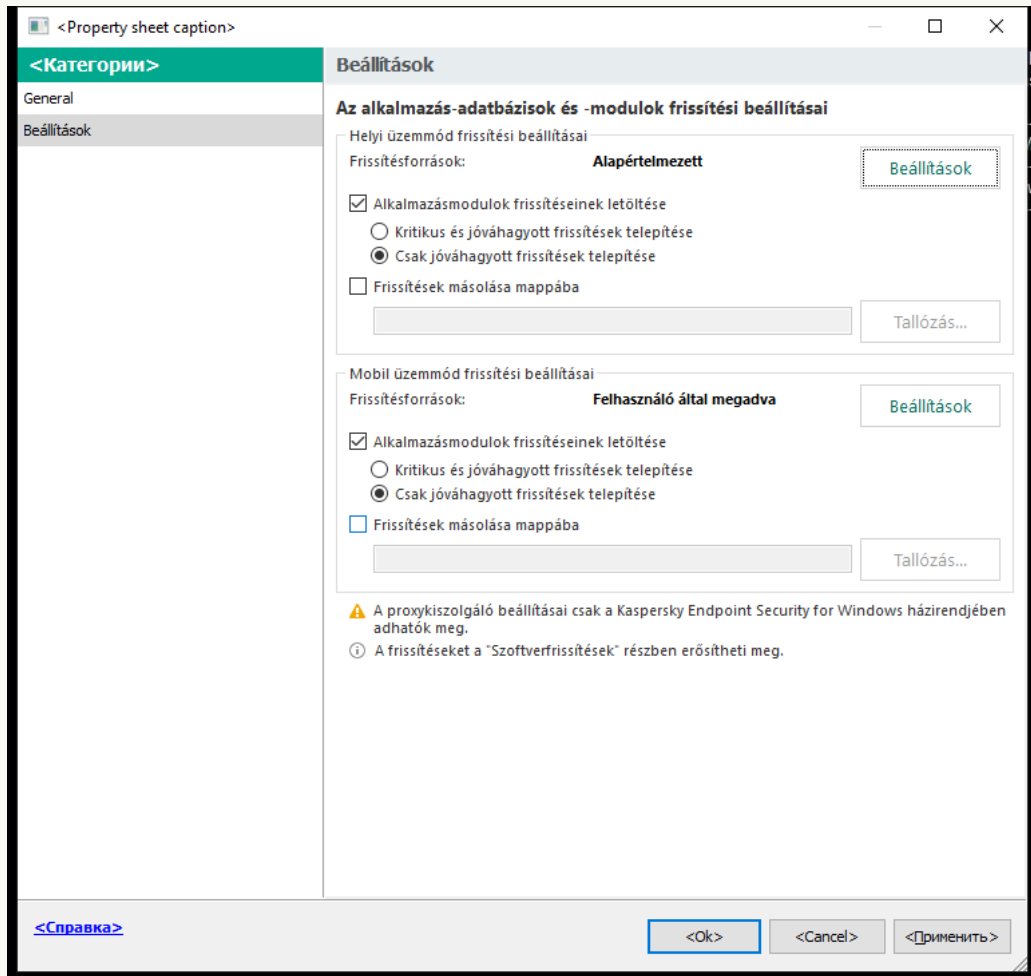 <Property sheet caption>
<Категории>
General
Beállítások
Beállítások
Az alkalmazás-adatbázisok és -modulok frissítési beállításai
Helyi üzemmód frissítési beállításai
Frissítésforrások: Alapértelmezett Beállítások
Alkalmazásmodulok frissítéseinek letöltése
Kritikus és jóváhagyott frissítések telepítése
Csak jóváhagyott frissítések telepítése
Frissítések másolása mappába
Tallózás...
Mobil üzemmód frissítési beállításai
Frissítésforrások: Felhasználó által megadva Beállítások
Alkalmazásmodulok frissítéseinek letöltése
Kritikus és jóváhagyott frissítések telepítése
Csak jóváhagyott frissítések telepítése
Frissítések másolása mappába
Tallózás...
A proxykiszolgáló beállításai csak a Kaspersky Endpoint Security for Windows házirendjében
adhatók meg.
A frissítéseket a "Szoftverfrissítések" részben erősítheti meg.
<Справка>
<Ok> <Cancel> <Применить>